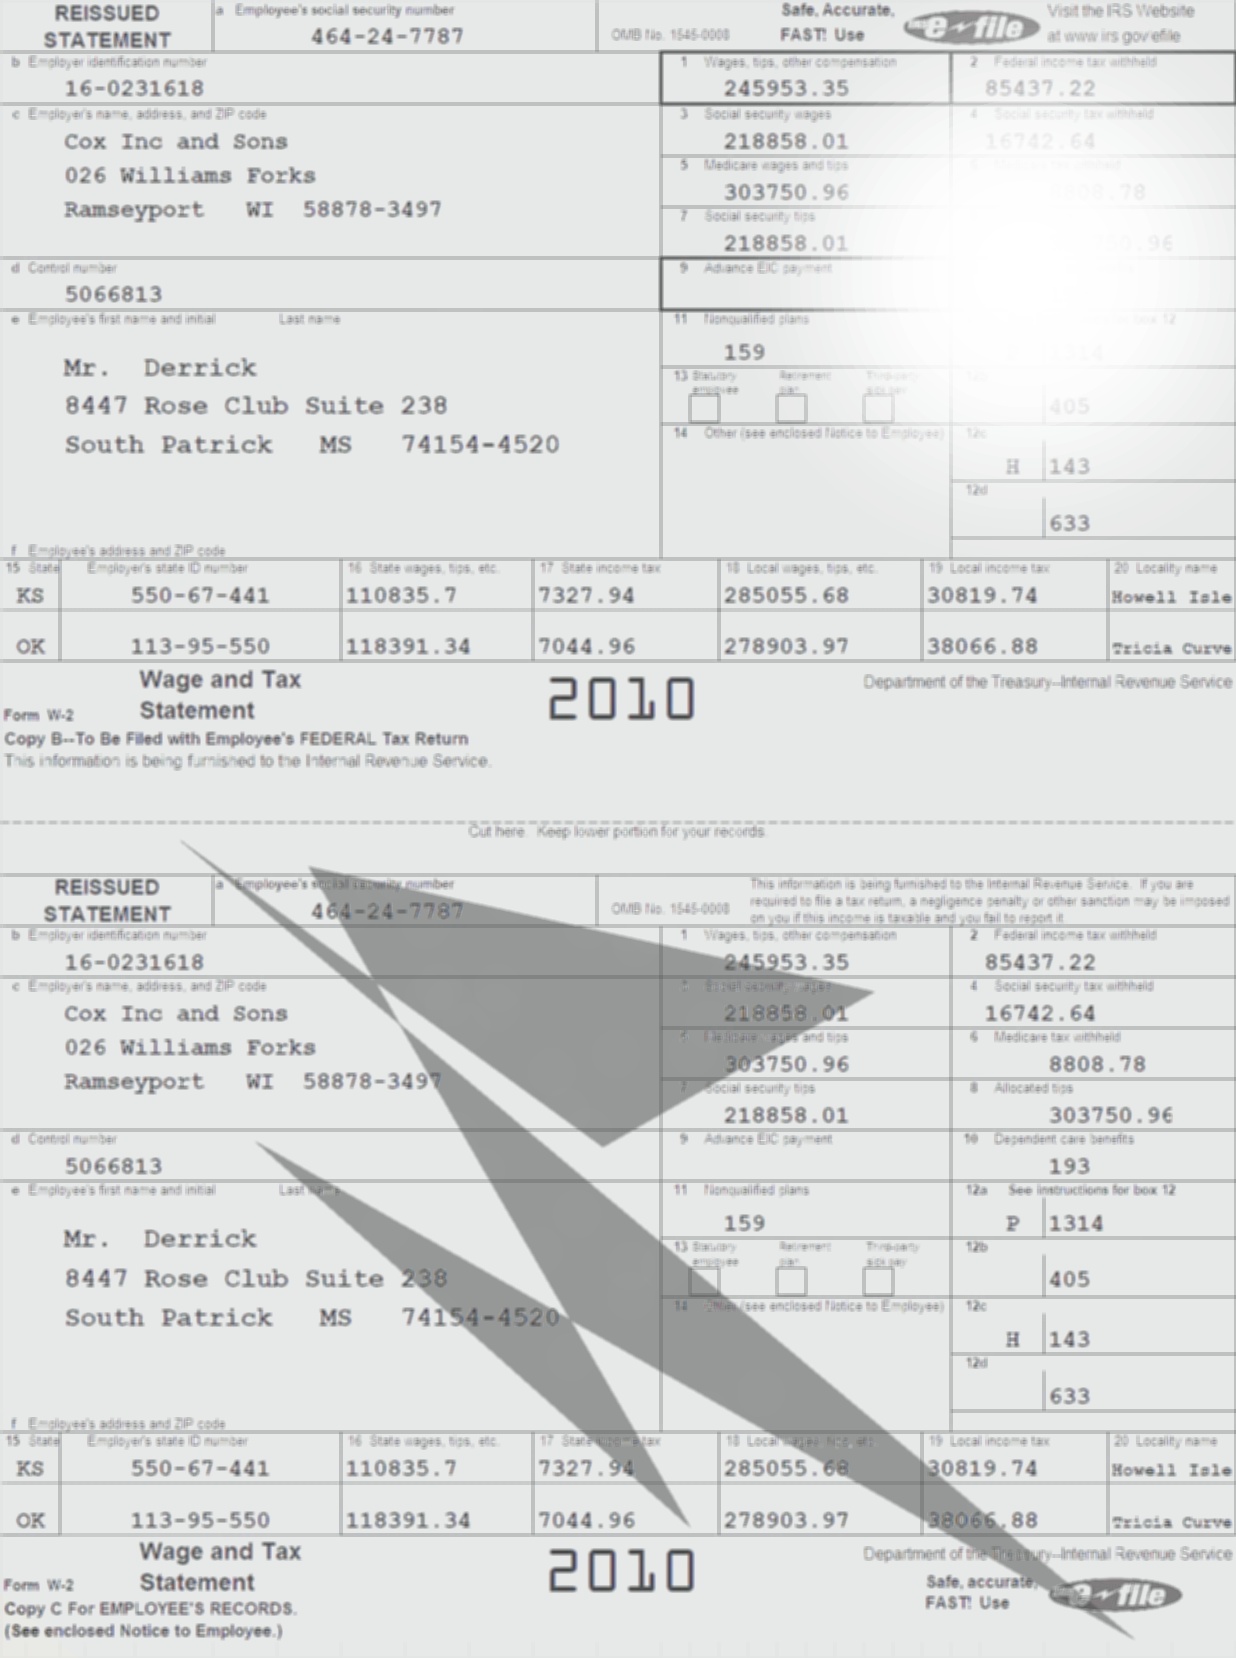 REISSUED STATEMENT
a Employee's social security number
464-24-7787
OMB No. 1545-0008
Safe, Accurate, FAST! Use
e~file
Visit the IRS Website at www.irs.gov/efile
b Employer identification number
16-0231618
1 Wages, tips, other compensation
245953.35
2 Federal income tax withheld
85437.22
c Employer's name, address, and ZIP code
Cox Inc and Sons
026 Williams Forks
Ramseyport WI 58878-3497
3 Social security wages
218858.01
4 Social security tax withheld
16742.64
5 Medicare wages and tips
303750.96
8808.78
7 Social security tips
218858.01
d Control number
5066813
9 Advance EIC payment
e Employee's first name and initial Last name
Mr. Derrick
8447 Rose Club Suite 238
South Patrick MS 74154-4520
11 Nonqualified plans
159
box 12
1314
13 Statutory employee
Retirement plan
Third-party sick pay
12b
405
14 Other (see enclosed Notice to Employee)
12c
H 143
12d
633
f Employee's address and ZIP code
15 State Employer's state ID number 16 State wages, tips, etc. 17 State income tax 18 Local wages, tips, etc. 19 Local income tax 20 Locality name
KS 550-67-441 110835.7 7327.94 285055.68 30819.74 Howell Isle
OK 113-95-550 118391.34 7044.96 278903.97 38066.88 Tricia Curve
Form W-2 Wage and Tax Statement
2010
Department of the Treasury--Internal Revenue Service
Copy B--To Be Filed with Employee's FEDERAL Tax Return
This information is being furnished to the Internal Revenue Service.
Cut here. Keep lower portion for your records.
REISSUED STATEMENT
a Employee's social security number
464-24-7787
OMB No. 1545-0008
This information is being furnished to the Internal Revenue Service. If you are
required to file a tax return, a negligence penalty or other sanction may be imposed
on you if this income is taxable and you fail to report it.
b Employer identification number
16-0231618
1 Wages, tips, other compensation
245953.35
2 Federal income tax withheld
85437.22
c Employer's name, address, and ZIP code
Cox Inc and Sons
026 Williams Forks
Ramseyport WI 58878-3497
3 Social security wages
218858.01
4 Social security tax withheld
16742.64
5 Medicare wages and tips
303750.96
6 Medicare tax withheld
8808.78
7 Social security tips
218858.01
8 Allocated tips
303750.96
d Control number
5066813
9 Advance EIC payment
10 Dependent care benefits
193
e Employee's first name and initial Last name
Mr. Derrick
8447 Rose Club Suite 238
South Patrick MS 74154-4520
11 Nonqualified plans
159
12a See instructions for box 12
P 1314
13 Statutory employee
Retirement plan
Third-party sick pay
12b
405
14 Other (see enclosed Notice to Employee)
12c
H 143
12d
633
f Employee's address and ZIP code
15 State Employer's state ID number 16 State wages, tips, etc. 17 State income tax 18 Local wages, tips, etc. 19 Local income tax 20 Locality name
KS 550-67-441 110835.7 7327.94 285055.68 30819.74 Howell Isle
OK 113-95-550 118391.34 7044.96 278903.97 38066.88 Tricia Curve
Form W-2 Wage and Tax Statement
2010
Department of the Treasury--Internal Revenue Service
Safe, accurate, FAST! Use
e~file
Copy C For EMPLOYEE'S RECORDS.
(See enclosed Notice to Employee.)